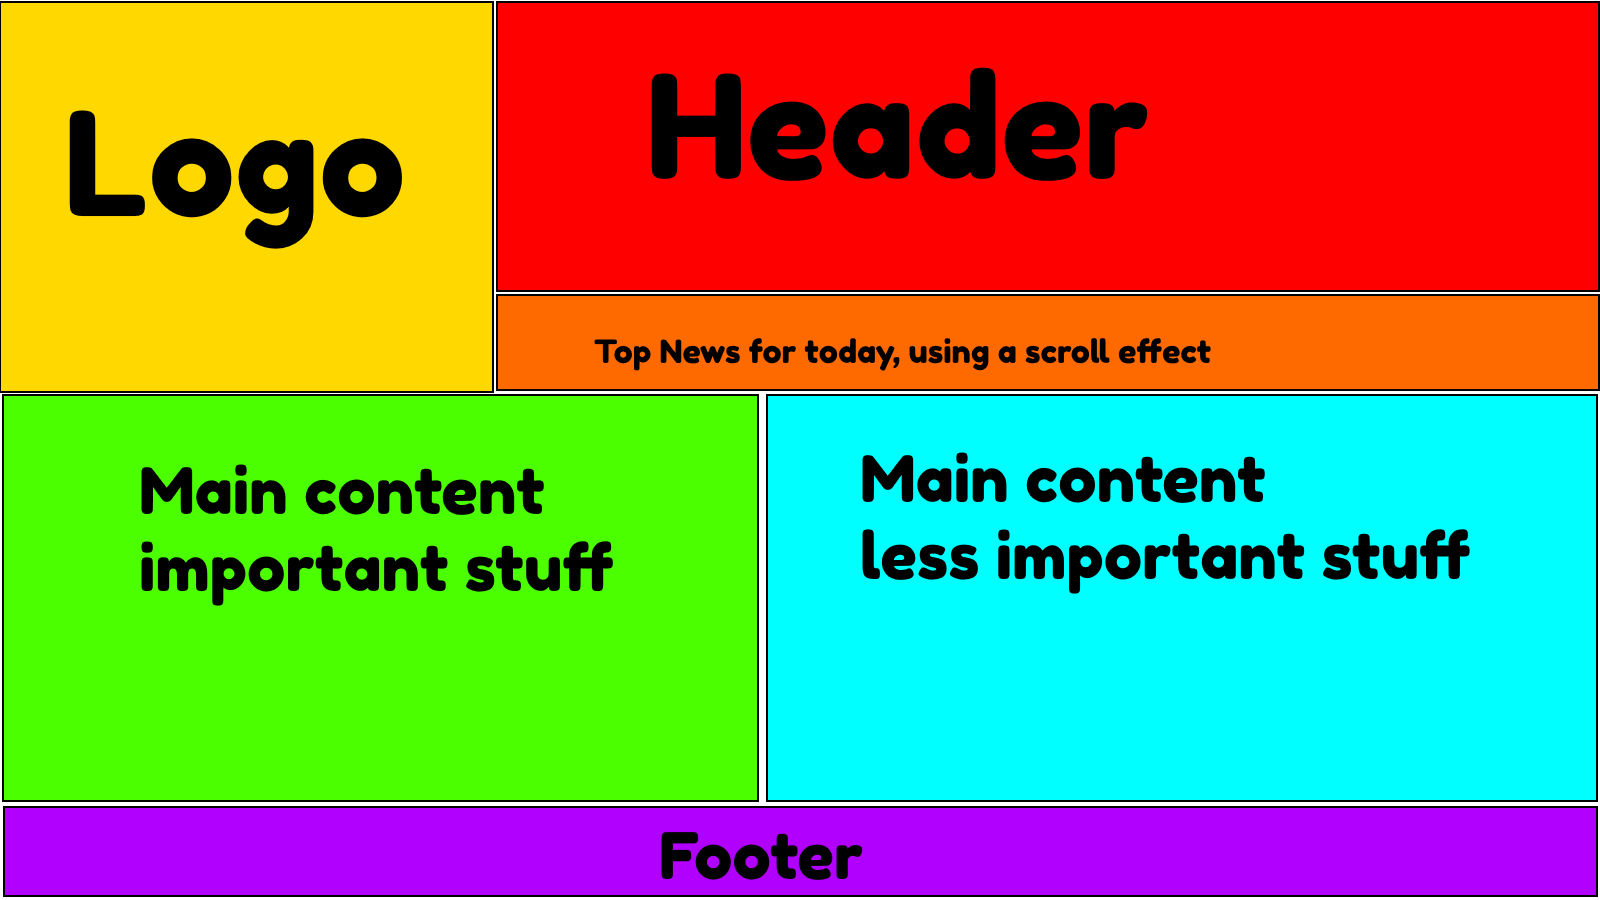 Logo
Header
Top News for today, using a scroll effect
Main content
important stuff
Main content
less important stuff
Footer